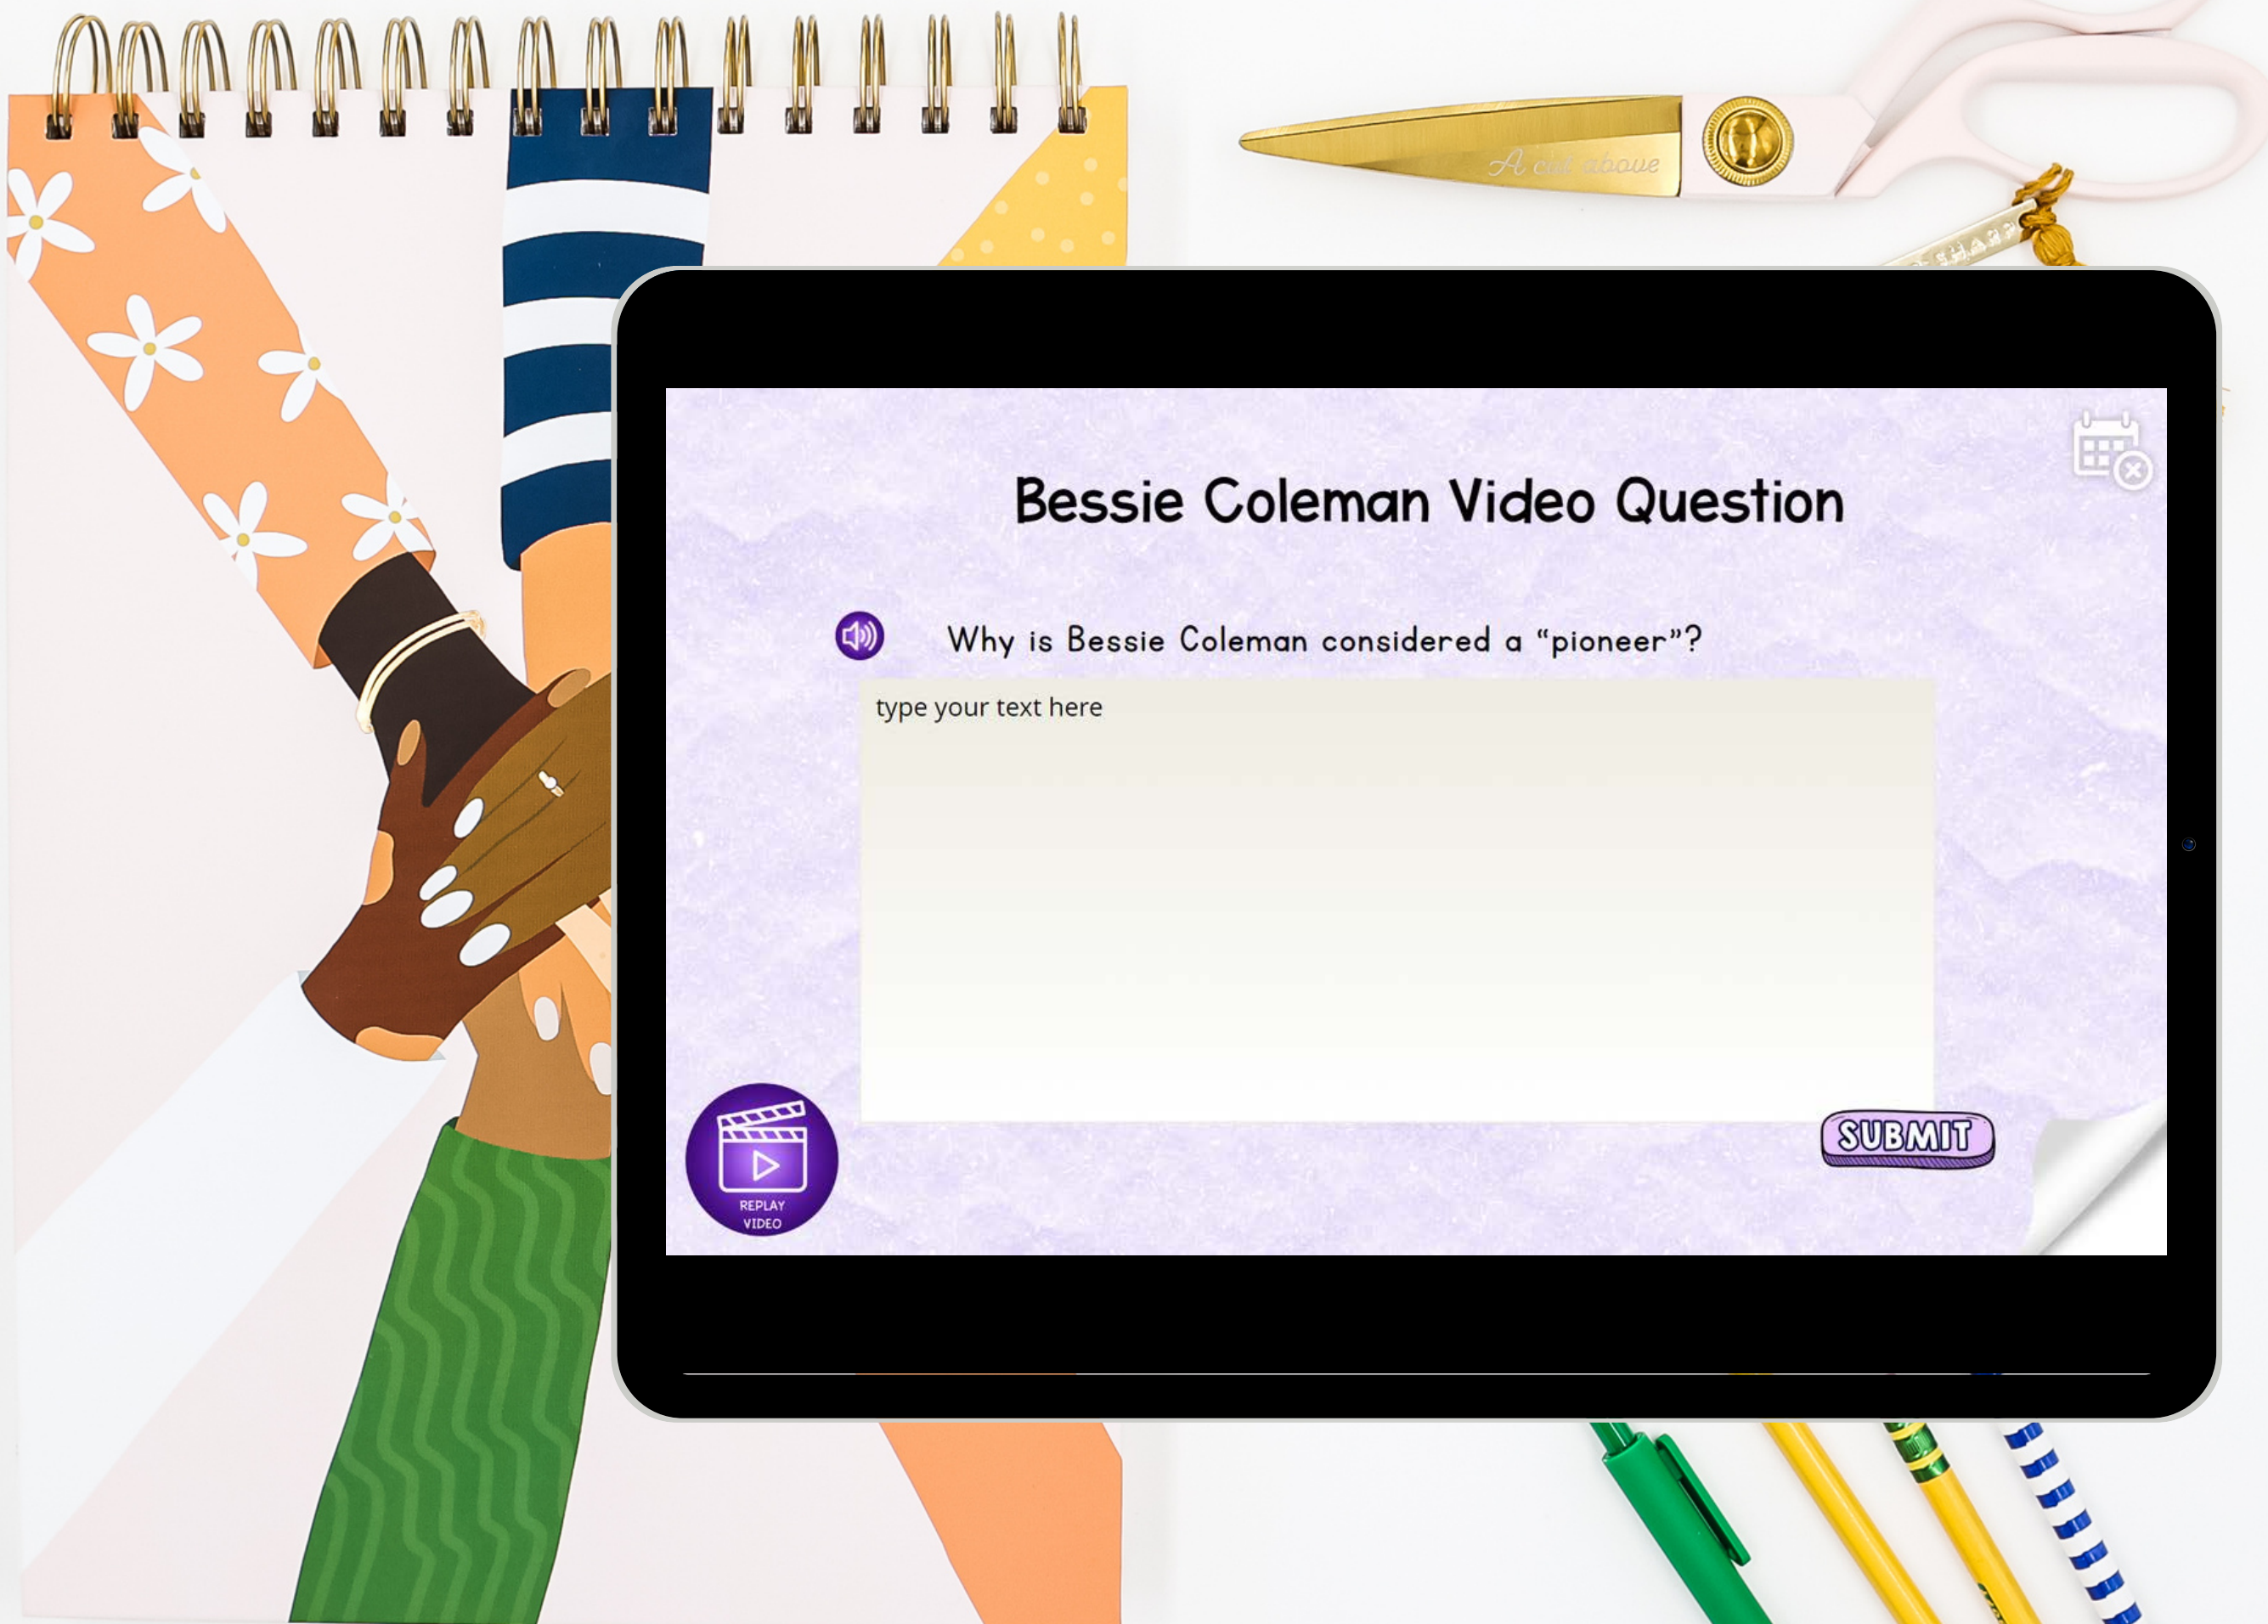 A cut above
SHARP
Bessie Coleman Video Question
Why is Bessie Coleman considered a “pioneer”?
type your text here
SUBMIT
REPLAY
VIDEO